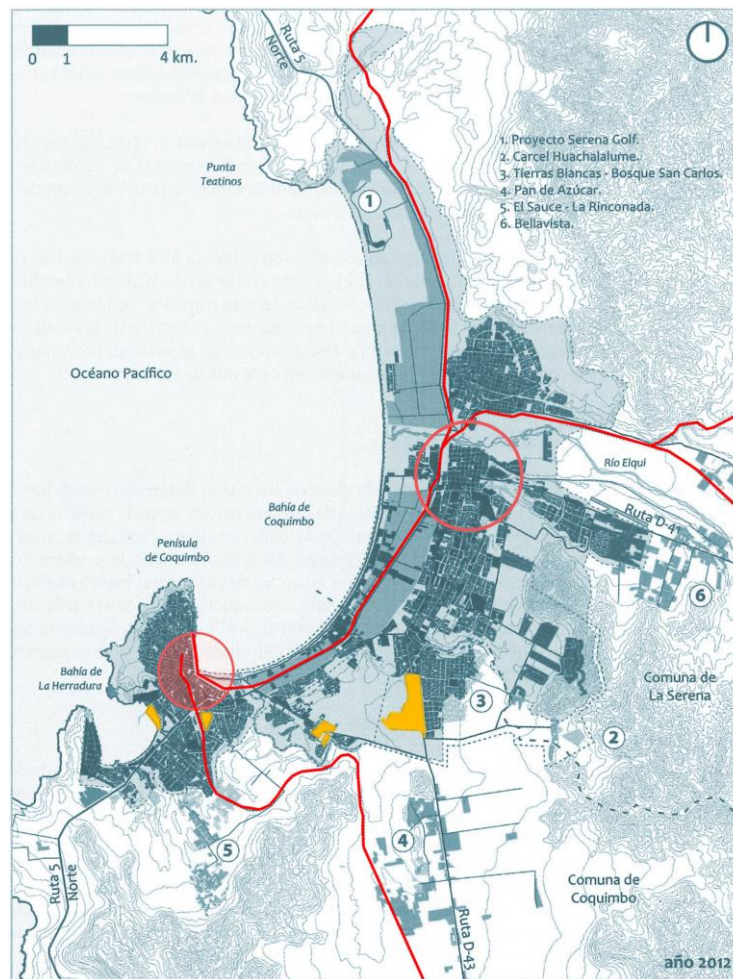 0 1 4 km.
Ruta 5
Norte
Punta
Teatinos
1
1. Proyecto Serena Golf.
2. Carcel Huachalalume.
3. Tierras Blancas - Bosque San Carlos.
4. Pan de Azúcar.
5. El Sauce - La Rinconada.
6. Bellavista.
Océano Pacífico
Río Elqui
Bahía de
Coquimbo
Ruta D-41
Península
de Coquimbo
6
Bahía de
La Herradura
Comuna de
La Serena
3
2
4
5
Ruta 5
Norte
Ruta D-43
Comuna de
Coquimbo
año 2012